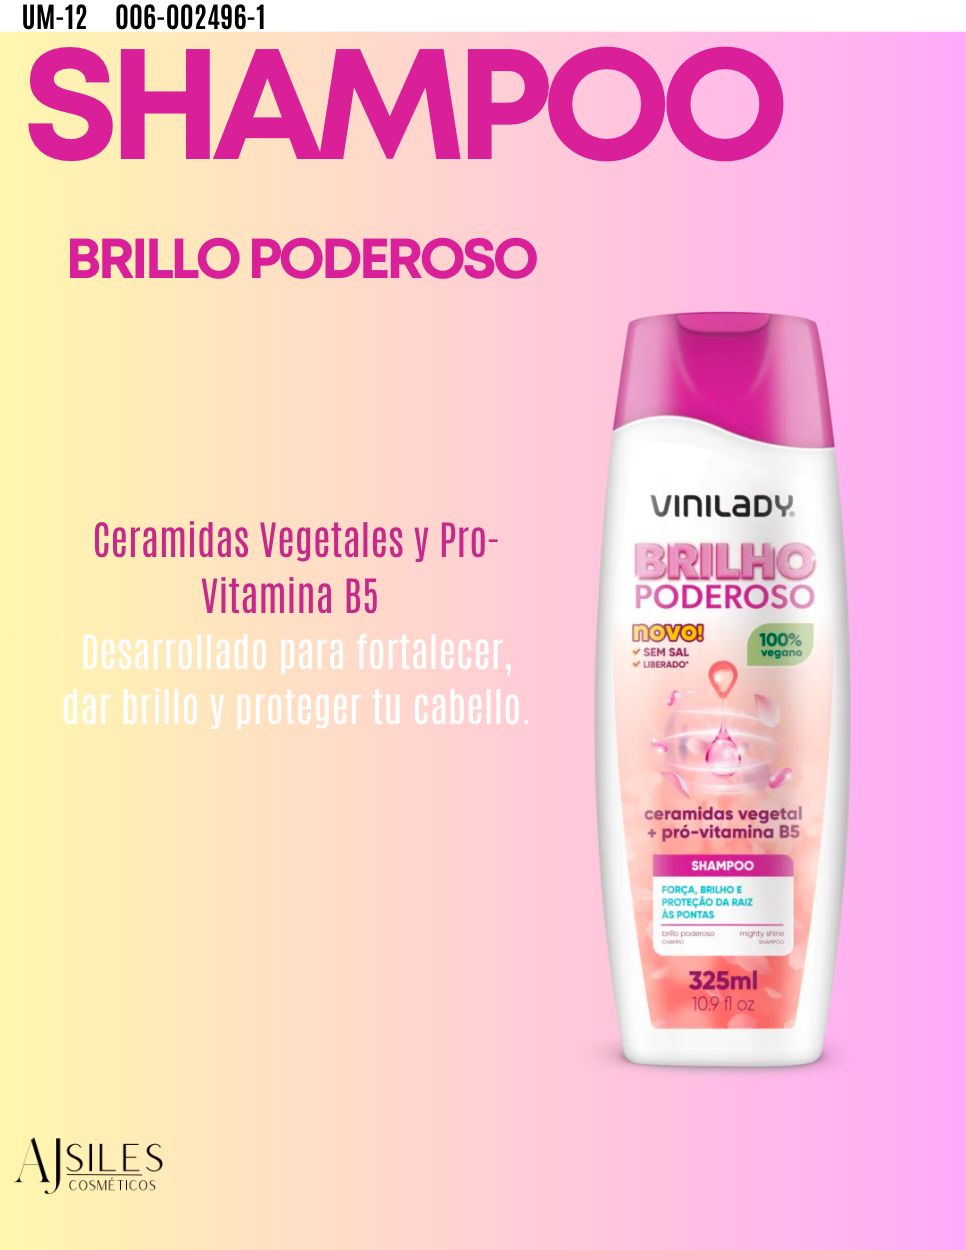 UM-12 006-002496-1
SHAMPOO
BRILLO PODEROSO
Ceramidas Vegetales y Pro-
Vitamina B5
Desarrollado para fortalecer,
dar brillo y proteger tu cabello.
VINILADY
BRILHO
PODEROSO
novo!
SEM SAL
LIBERADO*
100%
vegano
ceramidas vegetal
+ pró-vitamina B5
SHAMPOO
FORÇA, BRILHO E
PROTEÇÃO DA RAIZ
ÀS PONTAS
brillo poderoso mighty shine
CHAMPÚ SHAMPOO
325ml
10.9 fl oz
AJSILES
COSMÉTICOS